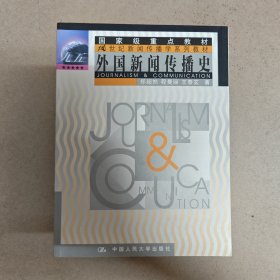 国家级重点教材
21世纪新闻传播学系列教材
外国新闻传播史
JOURNALISM & COMMUNICATION
JOURNALISM
&
COMMUNICATION
中国人民大学出版社